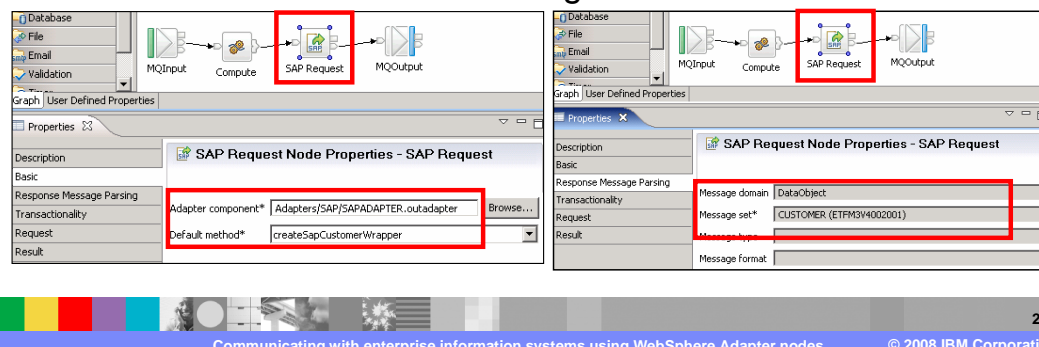 Database
File
Email
Validation
MQInput
Compute
SAP Request
MQOutput
Graph User Defined Properties
Properties
SAP Request Node Properties - SAP Request
Description
Basic
Response Message Parsing
Transactionality
Request
Result
Adapter component* Adapters/SAP/SAPADAPTER.outadapter Browse...
Default method* createSapCustomerWrapper
Database
File
Email
Validation
MQInput
Compute
SAP Request
MQOutput
Graph User Defined Properties
Properties
SAP Request Node Properties - SAP Request
Description
Basic
Response Message Parsing
Transactionality
Request
Result
Message domain DataObject
Message set* CUSTOMER (ETFM3V4002001)
Message type
Message format
2
Communicating with enterprise information systems using WebSphere Adapter nodes
© 2008 IBM Corporati